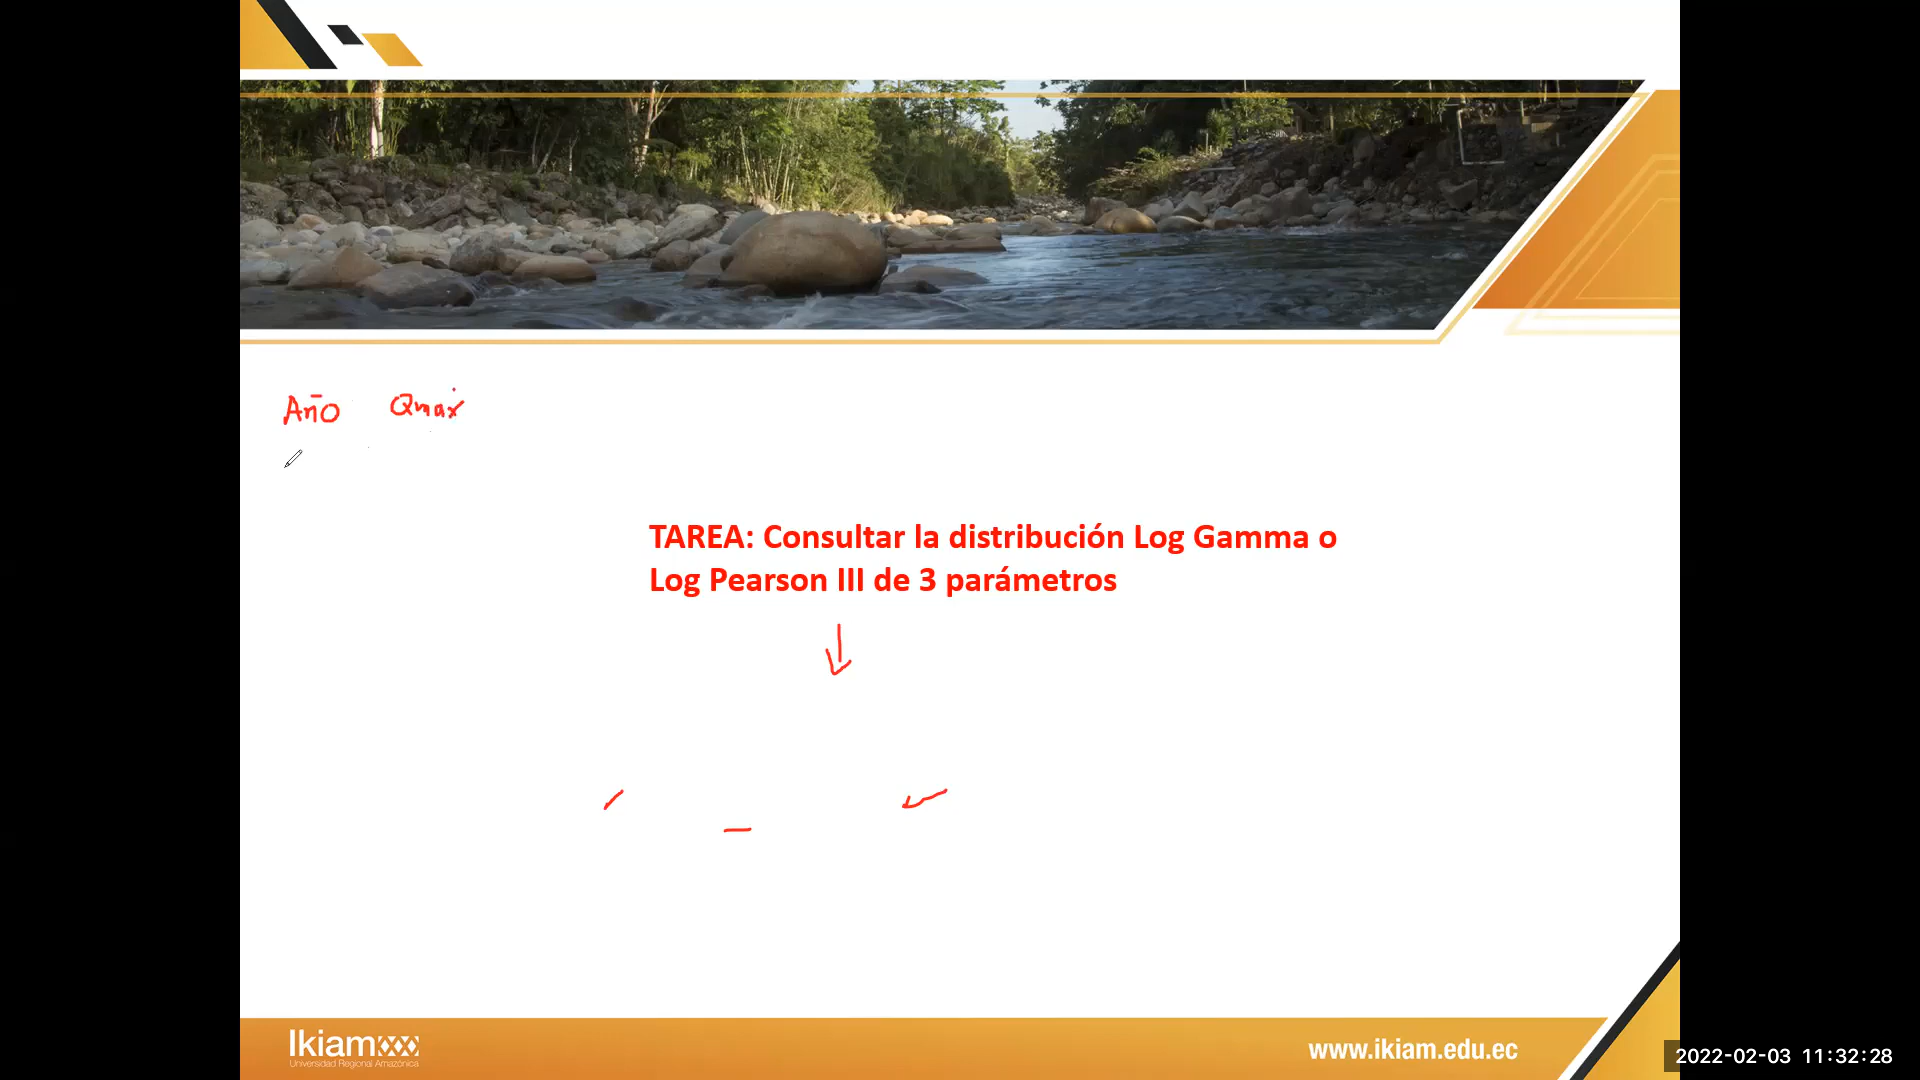 Año Qmax
TAREA: Consultar la distribución Log Gamma o
Log Pearson III de 3 parámetros
Ikiam
Universidad Regional Amazónica
www.ikiam.edu.ec
2022-02-03 11:32:28